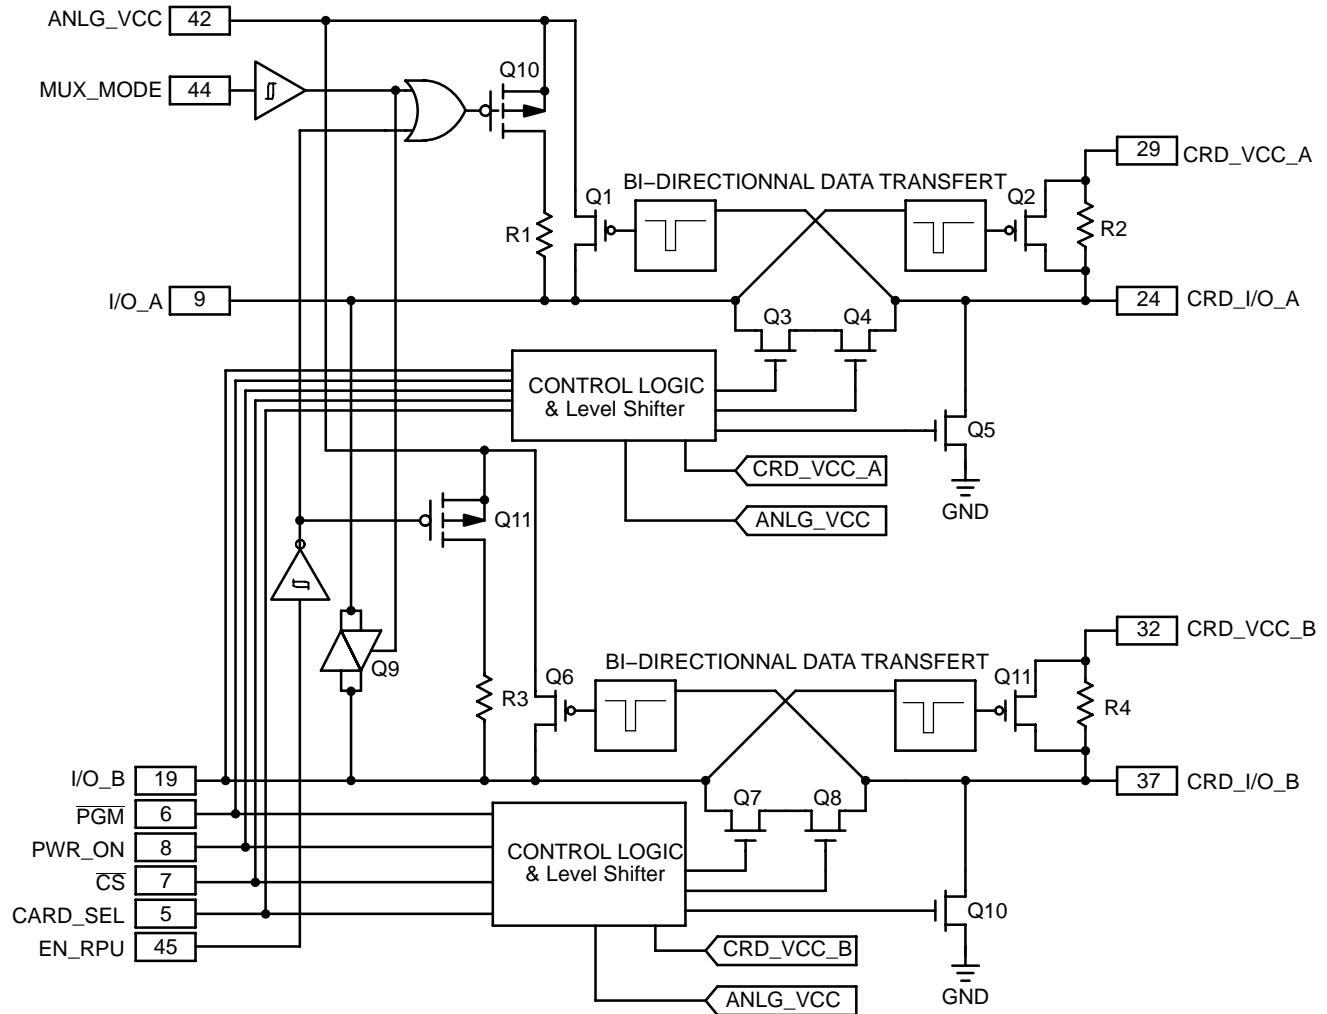 ANLG_VCC 42
MUX_MODE 44
Q10
29 CRD_VCC_A
BI–DIRECTIONNAL DATA TRANSFERT
Q1
Q2
R1
R2
I/O_A 9
24 CRD_I/O_A
Q3 Q4
CONTROL LOGIC
& Level Shifter
Q5
CRD_VCC_A
GND
ANLG_VCC
Q11
32 CRD_VCC_B
BI–DIRECTIONNAL DATA TRANSFERT
Q9
Q6
Q11
R3
R4
I/O_B 19
37 CRD_I/O_B
Q7 Q8
PGM 6
PWR_ON 8
CONTROL LOGIC
& Level Shifter
CS 7
CARD_SEL 5
Q10
EN_RPU 45
CRD_VCC_B
GND
ANLG_VCC